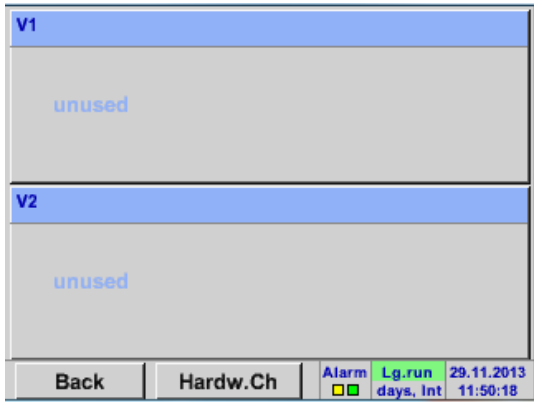 V1
unused
V2
unused
Back Hardw.Ch Alarm Lg.run 29.11.2013
days, Int 11:50:18